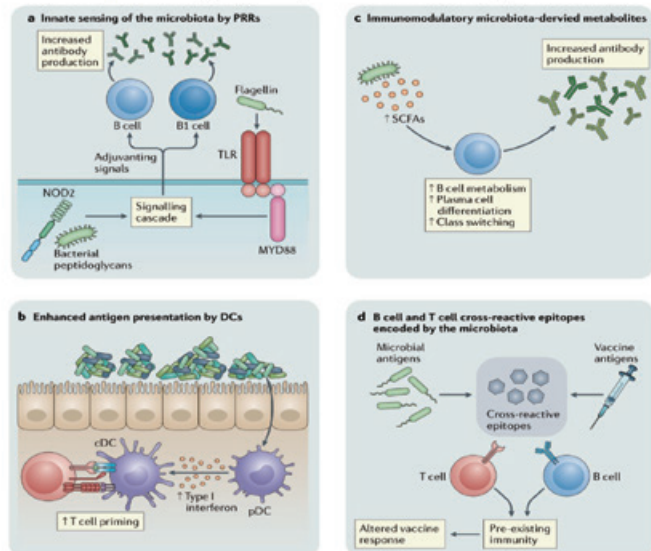 a Innate sensing of the microbiota by PRRs
Increased
antibody
production
B cell
B1 cell
Flagellin
TLR
Adjuvanting
signals
NOD2
Signalling
cascade
Bacterial
peptidoglycans
MYD88
b Enhanced antigen presentation by DCs
cDC
↑ Type I
interferon
pDC
↑ T cell priming
c Immunomodulatory microbiota-dervied metabolites
Increased antibody
production
↑ SCFAs
↑ B cell metabolism
↑ Plasma cell
differentiation
↑ Class switching
d B cell and T cell cross-reactive epitopes
encoded by the microbiota
Microbial
antigens
Vaccine
antigens
Cross-reactive
epitopes
T cell
B cell
Altered vaccine
response
Pre-existing
immunity